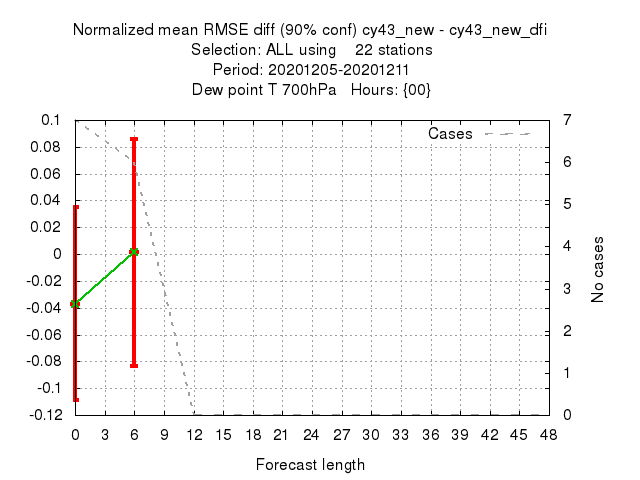 Normalized mean RMSE diff (90% conf) cy43_new - cy43_new_dfi
Selection: ALL using    22 stations
Period: 20201205-20201211
Dew point T 700hPa   Hours: {00}
Cases
0.1
0.08
0.06
0.04
0.02
0
-0.02
-0.04
-0.06
-0.08
-0.1
-0.12
7
6
5
4
3
2
1
0
No cases
0 3 6 9 12 15 18 21 24 27 30 33 36 39 42 45 48
Forecast length